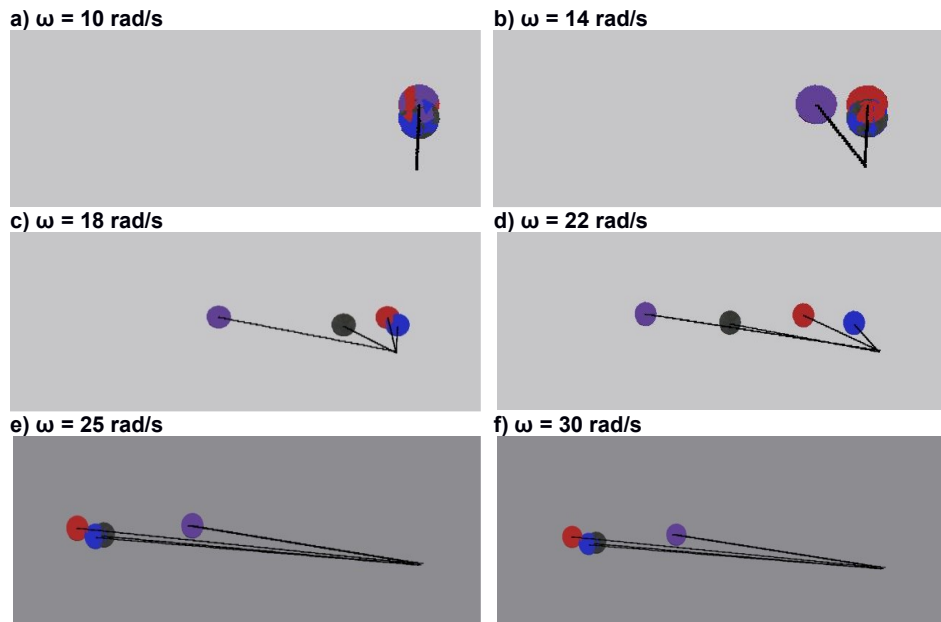 a) ω = 10 rad/s
b) ω = 14 rad/s
c) ω = 18 rad/s
d) ω = 22 rad/s
e) ω = 25 rad/s
f) ω = 30 rad/s